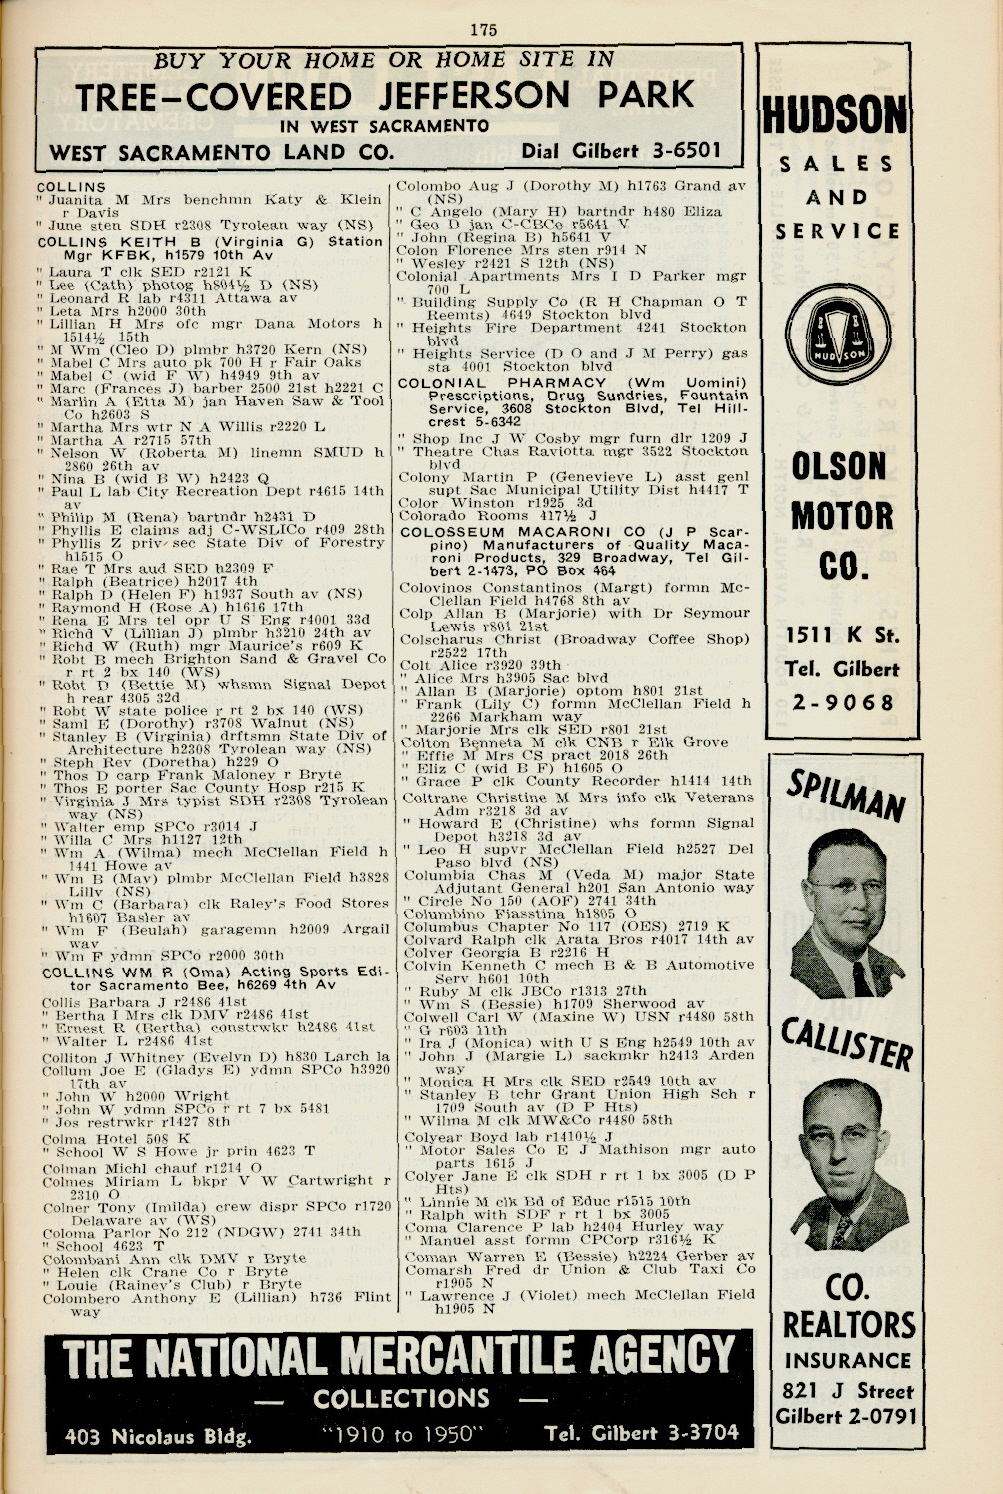 175
BUY YOUR HOME OR HOME SITE IN
TREE-COVERED JEFFERSON PARK
IN WEST SACRAMENTO
WEST SACRAMENTO LAND CO. Dial Gilbert 3-6501
COLLINS
" Juanita M Mrs benchmn Katy & Klein
r Davis
" June sten SDH r2308 Tyrolean way (NS)
COLLINS KEITH B (Virginia G) Station
Mgr KFBK, h1579 10th Av
" Laura T clk SED r2121 K
" Lee (Cath) photog h804½ D (NS)
" Leonard R lab r4311 Attawa av
" Leta Mrs h2000 30th
" Lillian H Mrs ofc mgr Dana Motors h
1514½ 15th
" M Wm (Cleo D) plmbr h3720 Kern (NS)
" Mabel C Mrs auto pk 700 H r Fair Oaks
" Mabel C (wid F W) h4949 9th av
" Marc (Frances J) barber 2500 21st h2221 C
" Marlin A (Etta M) jan Haven Saw & Tool
Co h2603 S
" Martha Mrs wtr N A Willis r2220 L
" Martha A r2715 57th
" Nelson W (Roberta M) linemn SMUD h
2860 26th av
" Nina B (wid B W) h2423 Q
" Paul L lab City Recreation Dept r4615 14th
av
" Philip M (Rena) bartndr h2431 D
" Phyllis E claims adj C-WSLICo r409 28th
" Phyllis Z priv sec State Div of Forestry
h1515 O
" Rae T Mrs aud SED h2309 F
" Ralph (Beatrice) h2017 4th
" Ralph D (Helen F) h1937 South av (NS)
" Raymond H (Rose A) h1616 17th
" Rena E Mrs tel opr U S Eng r4001 33d
" Richd V (Lillian J) plmbr h3210 24th av
" Richd W (Ruth) mgr Maurice's r609 K
" Robt B mech Brighton Sand & Gravel Co
r rt 2 bx 140 (WS)
" Robt D (Bettie M) whsmn Signal Depot
h rear 4305 32d
" Robt W state police r rt 2 bx 140 (WS)
" Saml E (Dorothy) r3708 Walnut (NS)
" Stanley B (Virginia) drftsmn State Div of
Architecture h2308 Tyrolean way (NS)
" Steph Rev (Doretha) h229 O
" Thos D carp Frank Maloney r Bryte
" Thos E porter Sac County Hosp r215 K
" Virginia J Mrs typist SDH r2308 Tyrolean
way (NS)
" Walter emp SPCo r3014 J
" Willa C Mrs h1127 12th
" Wm A (Wilma) mech McClellan Field h
1441 Howe av
" Wm B (May) plmbr McClellan Field h3828
Lilly (NS)
" Wm C (Barbara) clk Raley's Food Stores
h1607 Basler av
" Wm F (Beulah) garagemn h2009 Argail
way
" Wm F ydmn SPCo r2000 30th
COLLINS WM R (Oma) Acting Sports Edi-
tor Sacramento Bee, h6269 4th Av
Collis Barbara J r2486 41st
" Bertha I Mrs clk DMV r2486 41st
" Ernest R (Bertha) constrwkr h2486 41st
" Walter L r2486 41st
Colliton J Whitney (Evelyn D) h830 Larch la
Collum Joe E (Gladys E) ydmn SPCo h3920
17th av
" John W h2000 Wright
" John W ydmn SPCo r rt 7 bx 5481
" Jos restrwkr r1427 8th
Colma Hotel 508 K
" School W S Howe jr prin 4623 T
Colman Michl chauf r1214 O
Colmes Miriam L bkpr V W Cartwright r
2310 O
Colner Tony (Imilda) crew dispr SPCo r1720
Delaware av (WS)
Coloma Parlor No 212 (NDGW) 2741 34th
" School 4623 T
Colombani Ann clk DMV r Bryte
" Helen clk Crane Co r Bryte
" Louie (Rainey's Club) r Bryte
Colombero Anthony E (Lillian) h736 Flint
way
Colombo Aug J (Dorothy M) h1763 Grand av
(NS)
" C Angelo (Mary H) bartndr h480 Eliza
" Geo D jan C-CBCo r5641 V
" John (Regina B) h5641 V
Colon Florence Mrs sten r914 N
" Wesley r2421 S 12th (NS)
Colonial Apartments Mrs I D Parker mgr
700 L
" Building Supply Co (R H Chapman O T
Reemts) 4649 Stockton blvd
" Heights Fire Department 4241 Stockton
blvd
" Heights Service (D O and J M Perry) gas
sta 4001 Stockton blvd
COLONIAL PHARMACY (Wm Uomini)
Prescriptions, Drug Sundries, Fountain
Service, 3608 Stockton Blvd, Tel Hill-
crest 5-6342
" Shop Inc J W Cosby mgr furn dlr 1209 J
" Theatre Chas Raviotta mgr 3522 Stockton
blvd
Colony Martin P (Genevieve L) asst genl
supt Sac Municipal Utility Dist h4417 T
Color Winston r1925 3d
Colorado Rooms 417½ J
COLOSSEUM MACARONI CO (J P Scar-
pino) Manufacturers of Quality Maca-
roni Products, 329 Broadway, Tel Gil-
bert 2-1473, PO Box 464
Colovinos Constantinos (Margt) formn Mc-
Clellan Field h4768 8th av
Colp Allan B (Marjorie) with Dr Seymour
Lewis r801 21st
Colscharus Christ (Broadway Coffee Shop)
r2522 17th
Colt Alice r3920 39th
" Alice Mrs h3905 Sac blvd
" Allan B (Marjorie) optom h801 21st
" Frank (Lily C) formn McClellan Field h
2266 Markham way
" Marjorie Mrs clk SED r801 21st
Colton Benneta M clk CNB r Elk Grove
" Effie M Mrs CS pract 2018 26th
" Eliz C (wid B F) h1605 O
" Grace P clk County Recorder h1414 14th
Coltrane Christine M Mrs info clk Veterans
Adm r3218 3d av
" Howard E (Christine) whs formn Signal
Depot h3218 3d av
" Leo H supvr McClellan Field h2527 Del
Paso blvd (NS)
Columbia Chas M (Veda M) major State
Adjutant General h201 San Antonio way
" Circle No 150 (AOF) 2741 34th
Columbino Fiasstina h1805 O
Columbus Chapter No 117 (OES) 2719 K
Colvard Ralph clk Arata Bros r4017 14th av
Colver Georgia B r2216 H
Colvin Kenneth C mech B & B Automotive
Serv h601 10th
" Ruby M clk JBCo r1313 27th
" Wm S (Bessie) h1709 Sherwood av
Colwell Carl W (Maxine W) USN r4480 58th
" G r603 11th
" Ira J (Monica) with U S Eng h2549 10th av
" John J (Margie L) sackmkr h2413 Arden
way
" Monica H Mrs clk SED r2549 10th av
" Stanley B tchr Grant Union High Sch r
1709 South av (D P Hts)
" Wilma M clk MW&Co r4480 58th
Colyear Boyd lab r1410½ J
" Motor Sales Co E J Mathison mgr auto
parts 1615 J
Colyer Jane E clk SDH r rt 1 bx 3005 (D P
Hts)
" Linnie M clk Bd of Educ r1515 10th
" Ralph with SDF r rt 1 bx 3005
Coma Clarence P lab h2404 Hurley way
" Manuel asst formn CPCorp r316½ K
Coman Warren E (Bessie) h2224 Gerber av
Comarsh Fred dr Union & Club Taxi Co
r1905 N
" Lawrence J (Violet) mech McClellan Field
h1905 N
HUDSON
SALES
AND
SERVICE
HUDSON
OLSON
MOTOR
CO.
1511 K St.
Tel. Gilbert
2-9068
SPILMAN
CALLISTER
CO.
REALTORS
INSURANCE
821 J Street
Gilbert 2-0791
THE NATIONAL MERCANTILE AGENCY
— COLLECTIONS —
403 Nicolaus Bldg. "1910 to 1950" Tel. Gilbert 3-3704